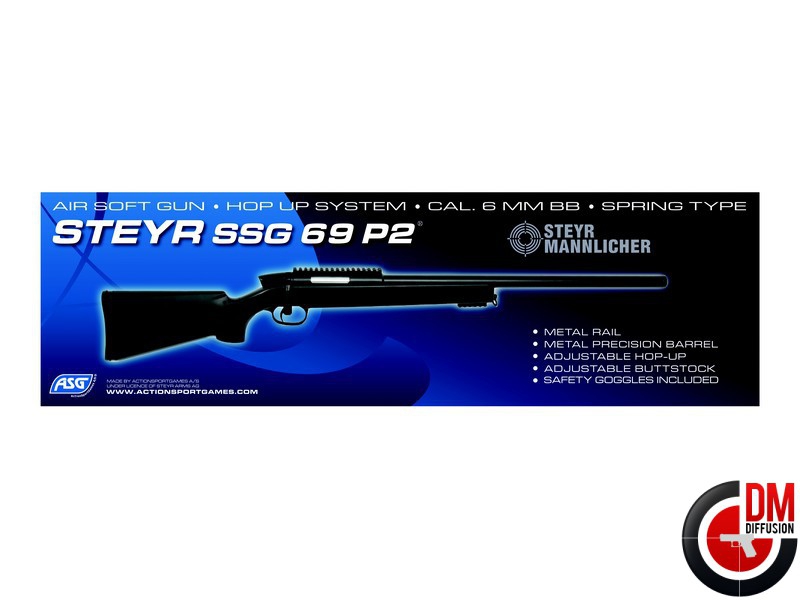 AIR SOFT GUN • HOP UP SYSTEM • CAL. 6 MM BB • SPRING TYPE
STEYR SSG 69 P2®
STEYR
MANNLICHER
• METAL RAIL
• METAL PRECISION BARREL
• ADJUSTABLE HOP-UP
• ADJUSTABLE BUTTSTOCK
• SAFETY GOGGLES INCLUDED
ASG
MADE BY ACTIONSPORTGAMES A/S
UNDER LICENCE OF STEYR ARMS AG
WWW.ACTIONSPORTGAMES.COM
DM
DIFFUSION